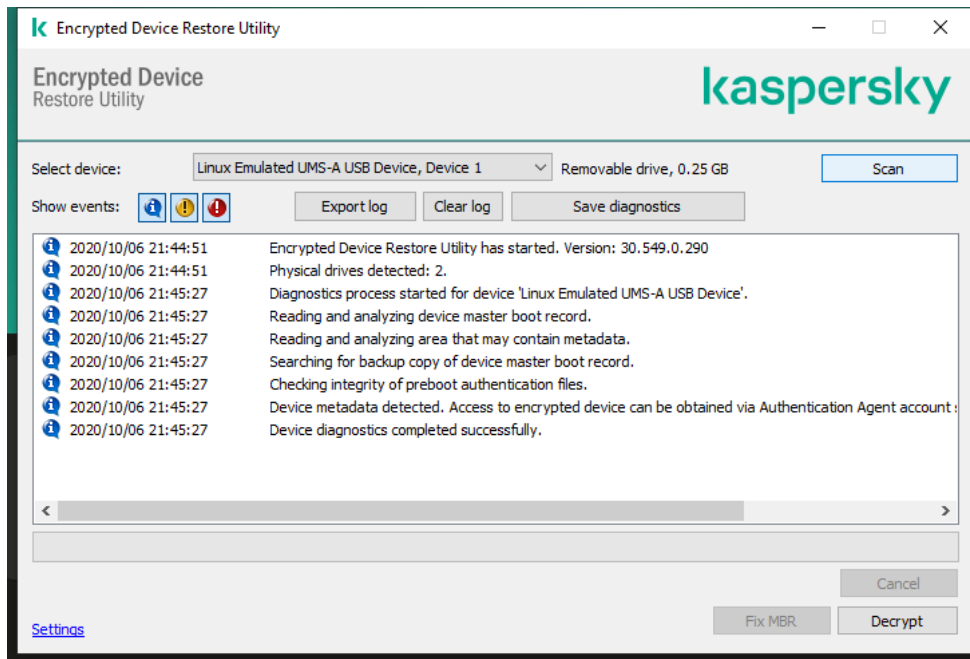 Encrypted Device Restore Utility
Encrypted Device
Restore Utility
kaspersky
Select device: Linux Emulated UMS-A USB Device, Device 1 Removable drive, 0.25 GB Scan
Show events: Export log Clear log Save diagnostics
2020/10/06 21:44:51 Encrypted Device Restore Utility has started. Version: 30.549.0.290
2020/10/06 21:44:51 Physical drives detected: 2.
2020/10/06 21:45:27 Diagnostics process started for device 'Linux Emulated UMS-A USB Device'.
2020/10/06 21:45:27 Reading and analyzing device master boot record.
2020/10/06 21:45:27 Reading and analyzing area that may contain metadata.
2020/10/06 21:45:27 Searching for backup copy of device master boot record.
2020/10/06 21:45:27 Checking integrity of preboot authentication files.
2020/10/06 21:45:27 Device metadata detected. Access to encrypted device can be obtained via Authentication Agent account
2020/10/06 21:45:27 Device diagnostics completed successfully.
Cancel
Fix MBR Decrypt
Settings